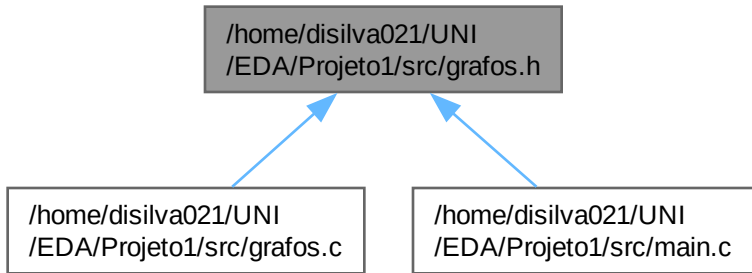 /home/disilva021/UNI
/EDA/Projeto1/src/grafos.h
/home/disilva021/UNI
/EDA/Projeto1/src/grafos.c
/home/disilva021/UNI
/EDA/Projeto1/src/main.c